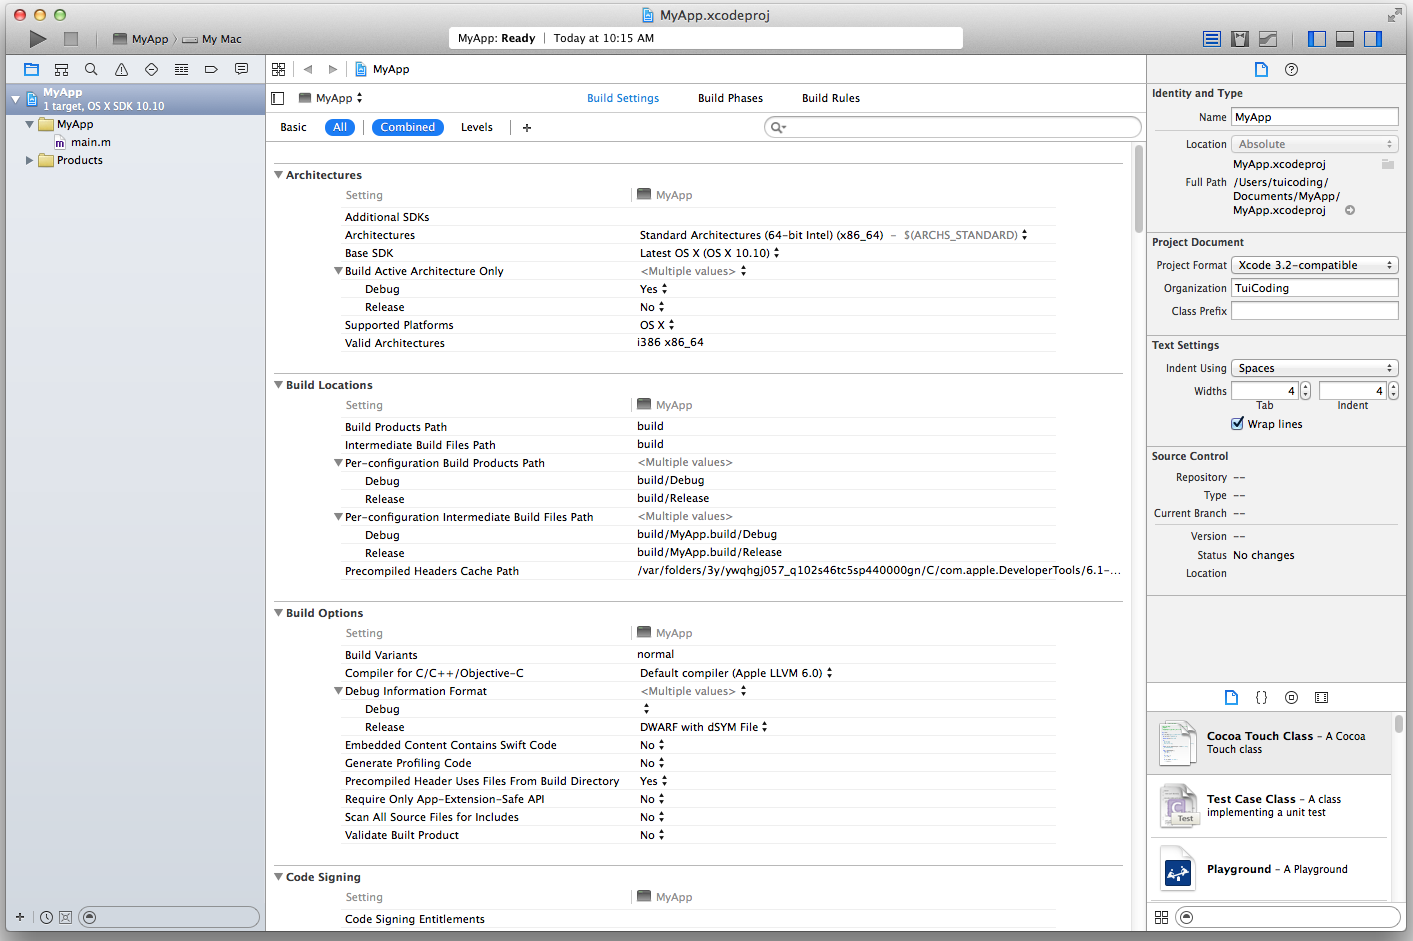 MyApp.xcodeproj
MyApp 〉 My Mac
MyApp: Ready | Today at 10:15 AM
MyApp
1 target, OS X SDK 10.10
MyApp
main.m
Products
MyApp
MyApp
Build Settings Build Phases Build Rules
Basic All Combined Levels +
Architectures
Setting MyApp
Additional SDKs
Architectures Standard Architectures (64-bit Intel) (x86_64) – $(ARCHS_STANDARD)
Base SDK Latest OS X (OS X 10.10)
Build Active Architecture Only <Multiple values>
Debug Yes
Release No
Supported Platforms OS X
Valid Architectures i386 x86_64
Build Locations
Setting MyApp
Build Products Path build
Intermediate Build Files Path build
Per-configuration Build Products Path <Multiple values>
Debug build/Debug
Release build/Release
Per-configuration Intermediate Build Files Path <Multiple values>
Debug build/MyApp.build/Debug
Release build/MyApp.build/Release
Precompiled Headers Cache Path /var/folders/3y/ywqhgj057_q102s46tc5sp440000gn/C/com.apple.DeveloperTools/6.1-...
Build Options
Setting MyApp
Build Variants normal
Compiler for C/C++/Objective-C Default compiler (Apple LLVM 6.0)
Debug Information Format <Multiple values>
Debug
Release DWARF with dSYM File
Embedded Content Contains Swift Code No
Generate Profiling Code No
Precompiled Header Uses Files From Build Directory Yes
Require Only App-Extension-Safe API No
Scan All Source Files for Includes No
Validate Built Product No
Code Signing
Setting MyApp
Code Signing Entitlements
Identity and Type
Name MyApp
Location Absolute
MyApp.xcodeproj
Full Path /Users/tuicoding/
Documents/MyApp/
MyApp.xcodeproj
Project Document
Project Format Xcode 3.2-compatible
Organization TuiCoding
Class Prefix
Text Settings
Indent Using Spaces
Widths 4 4
Tab Indent
Wrap lines
Source Control
Repository --
Type --
Current Branch --
Version --
Status No changes
Location
{}
Cocoa Touch Class – A Cocoa
Touch class
Test Case Class – A class
implementing a unit test
Test
Playground – A Playground